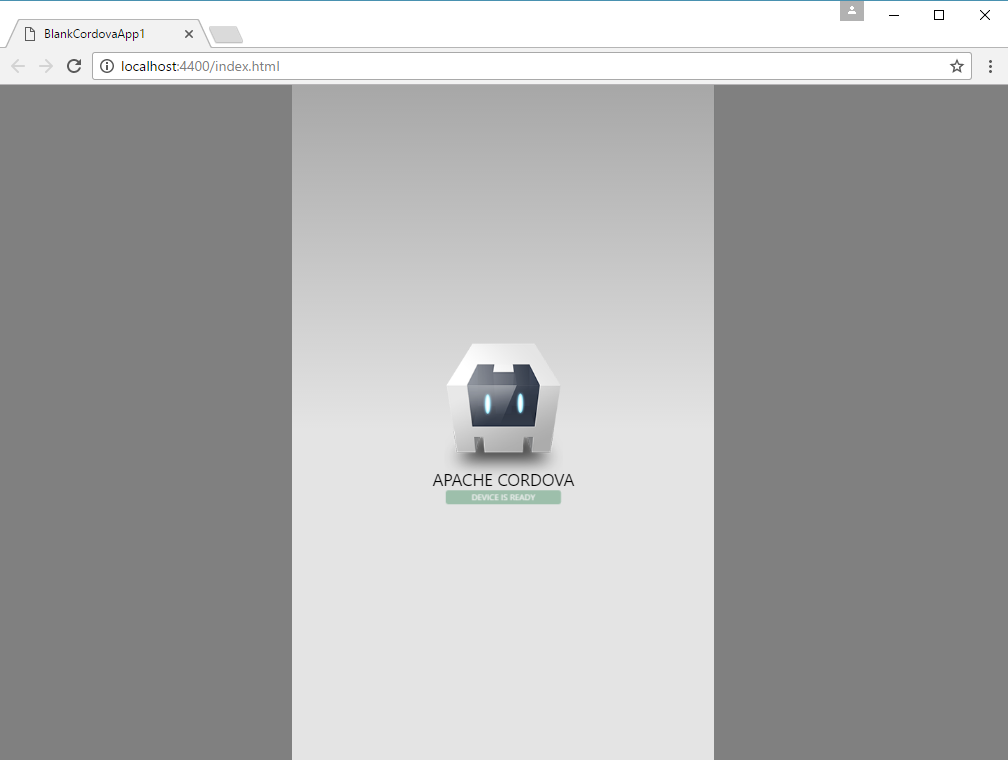 BlankCordovaApp1
localhost:4400/index.html
APACHE CORDOVA
DEVICE IS READY